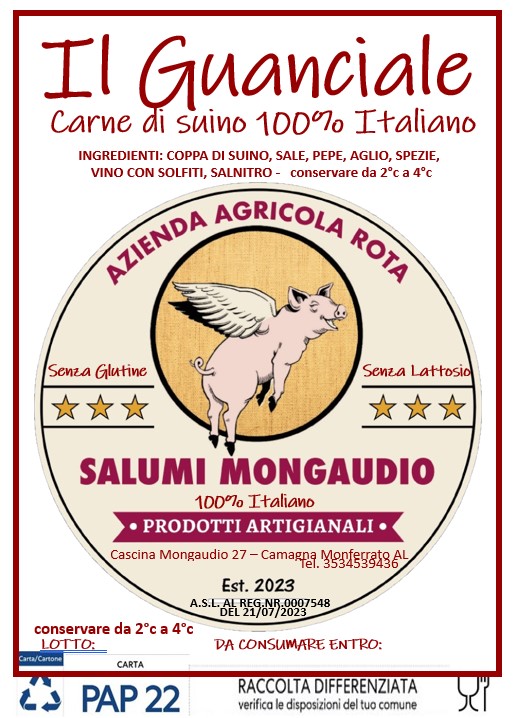 Il Guanciale
Carne di suino 100% Italiano
INGREDIENTI: COPPA DI SUINO, SALE, PEPE, AGLIO, SPEZIE,
VINO CON SOLFITI, SALNITRO - conservare da 2°c a 4°c
AZIENDA AGRICOLA ROTA
Senza Glutine
Senza Lattosio
SALUMI MONGAUDIO
100% Italiano
• PRODOTTI ARTIGIANALI •
Cascina Mongaudio 27 – Camagna Monferrato AL
Tel. 3534539436
Est. 2023
A.S.L. AL REG.NR.0007548
DEL 21/07/2023
conservare da 2°c a 4°c
LOTTO: DA CONSUMARE ENTRO:
Carta/Cartone
CARTA
PAP 22
RACCOLTA DIFFERENZIATA
verifica le disposizioni del tuo comune